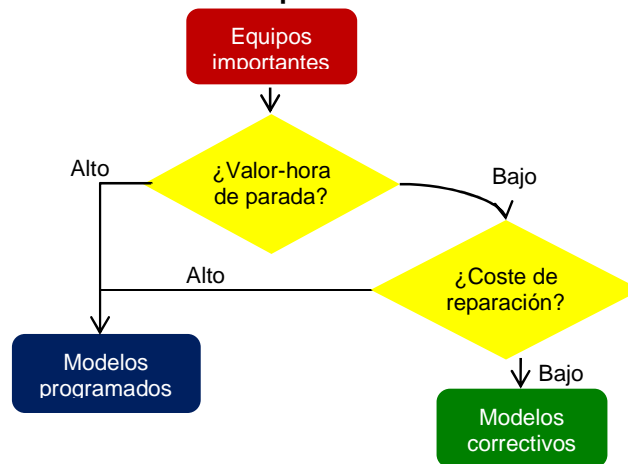 Equipos
importantes
¿Valor-hora
de parada?
Alto
Bajo
¿Coste de
reparación?
Alto
Modelos
programados
Bajo
Modelos
correctivos